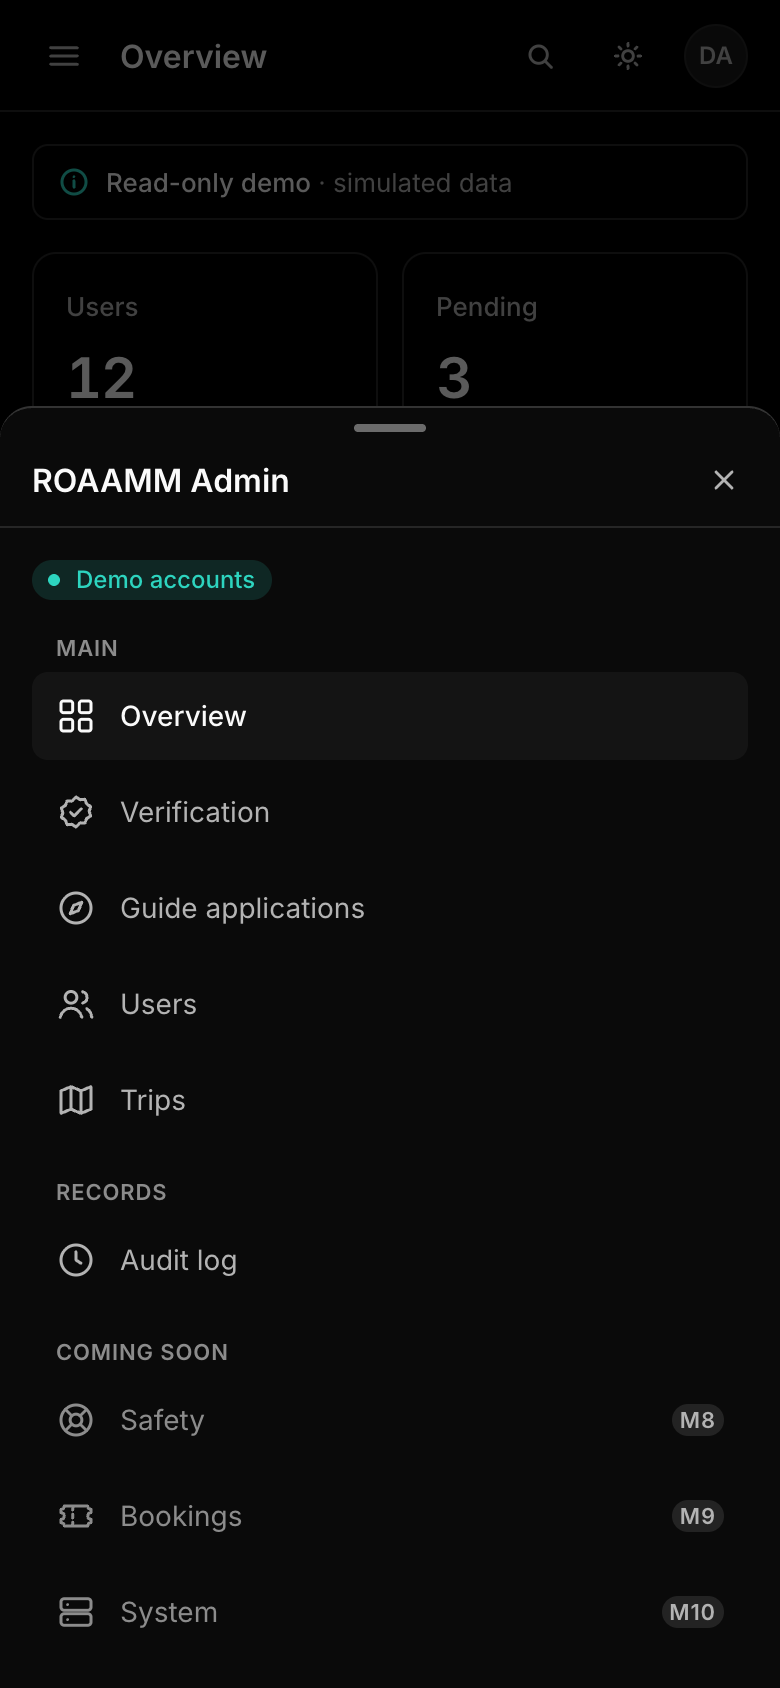 Overview
DA
Read-only demo · simulated data
Users
Pending
12
3
ROAAMM Admin
Demo accounts
MAIN
Overview
Verification
Guide applications
Users
Trips
RECORDS
Audit log
COMING SOON
Safety M8
Bookings M9
System M10